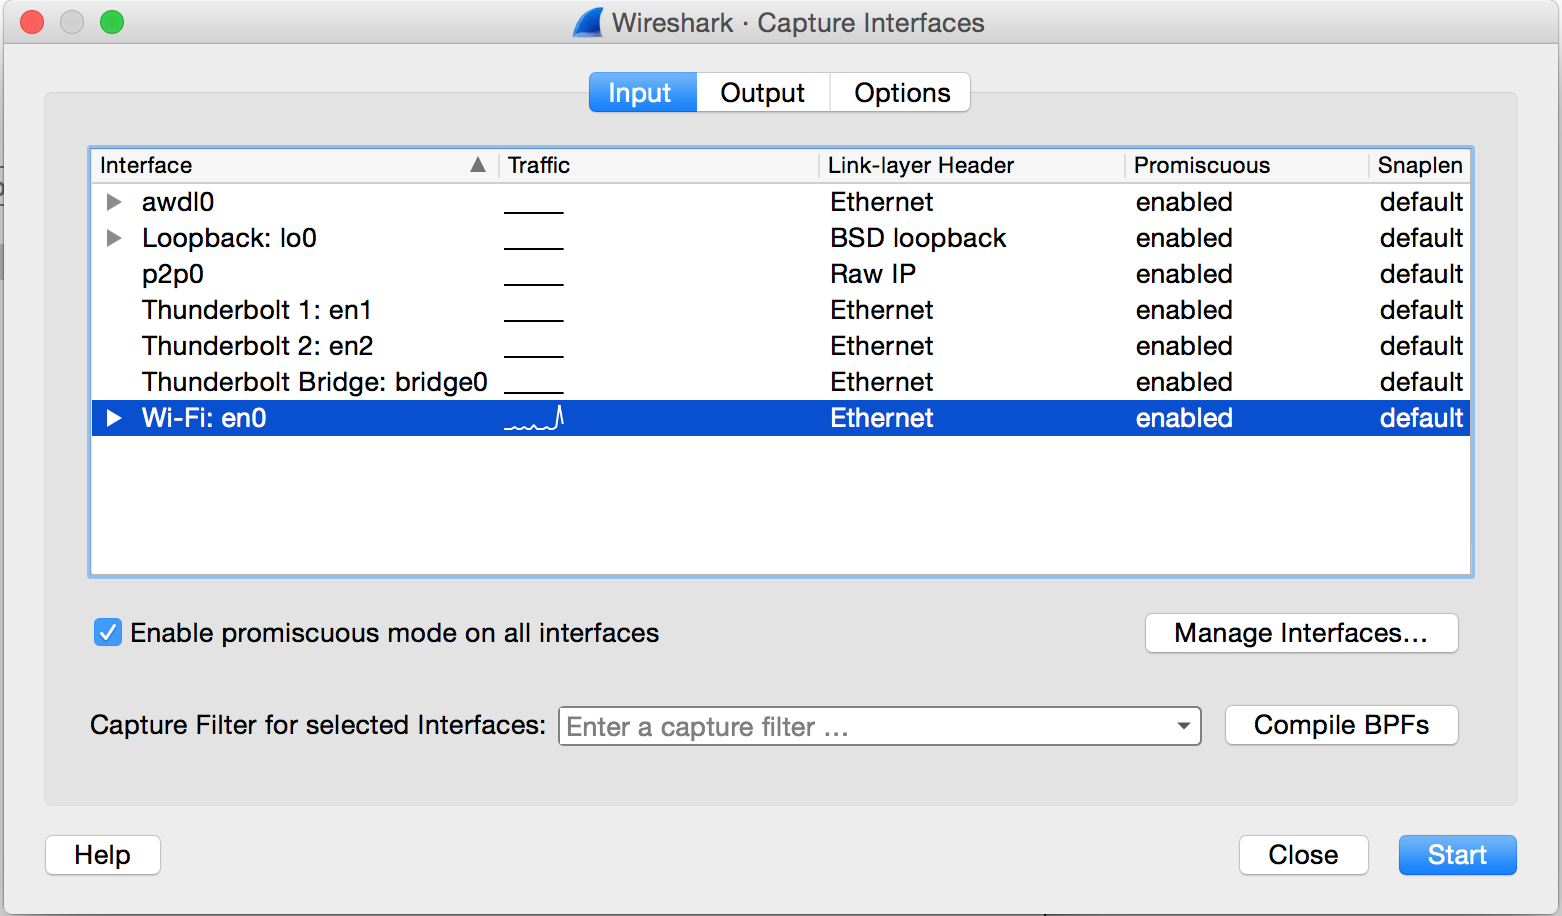 Wireshark · Capture Interfaces
Input Output Options
Interface Traffic Link-layer Header Promiscuous Snaplen
awdl0 Ethernet enabled default
Loopback: lo0 BSD loopback enabled default
p2p0 Raw IP enabled default
Thunderbolt 1: en1 Ethernet enabled default
Thunderbolt 2: en2 Ethernet enabled default
Thunderbolt Bridge: bridge0 Ethernet enabled default
Wi-Fi: en0 Ethernet enabled default
Enable promiscuous mode on all interfaces Manage Interfaces…
Capture Filter for selected Interfaces: Enter a capture filter … Compile BPFs
Help Close Start